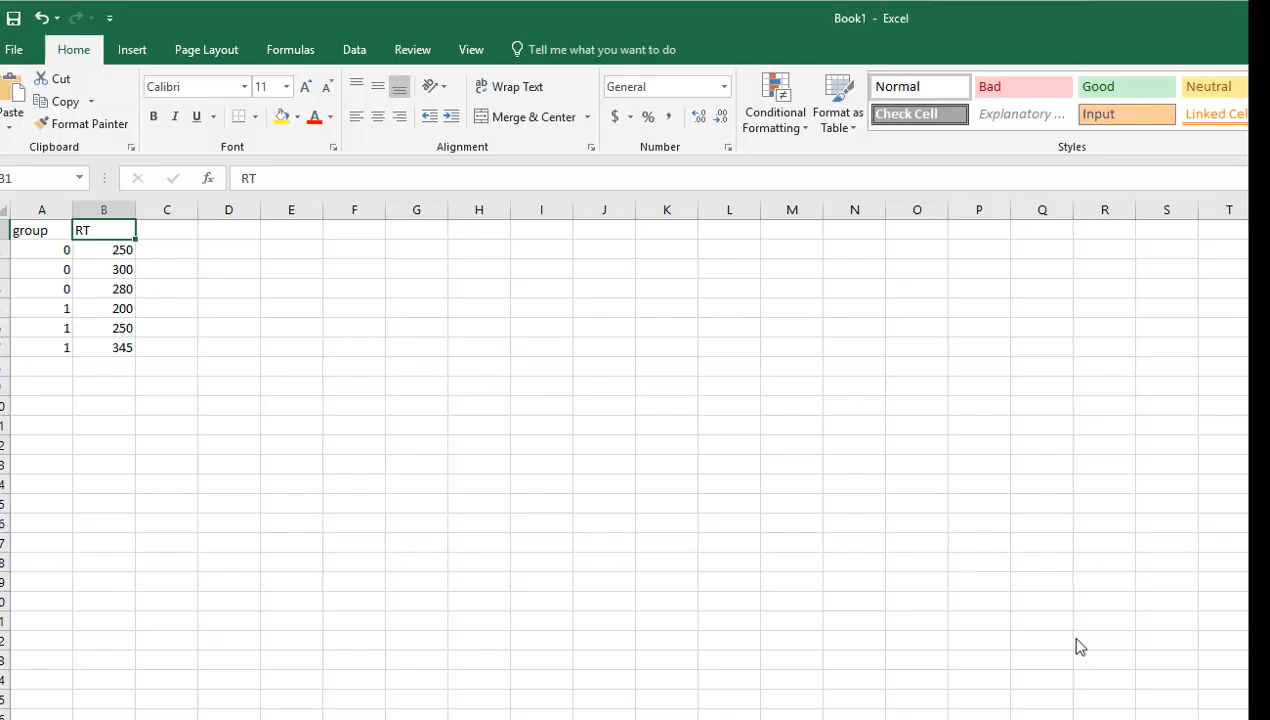 Book1 - Excel
File Home Insert Page Layout Formulas Data Review View Tell me what you want to do
Cut
Copy
Format Painter
Paste
Clipboard
Calibri 11
B I U
Font
Wrap Text
Merge & Center
Alignment
General
$ % ,
Number
Conditional Formatting
Format as Table
Normal Bad Good Neutral
Check Cell Explanatory ... Input Linked Cel
Styles
B1 fx RT
A B C D E F G H I J K L M N O P Q R S T
group RT
0 250
0 300
0 280
1 200
1 250
1 345